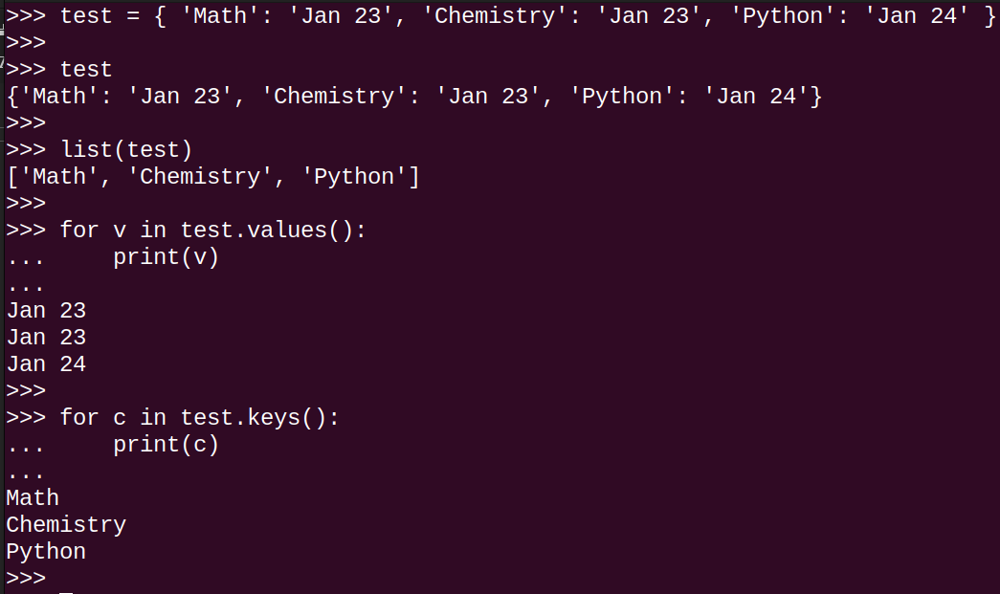 >>> test = { 'Math': 'Jan 23', 'Chemistry': 'Jan 23', 'Python': 'Jan 24' }
>>>
>>> test
{'Math': 'Jan 23', 'Chemistry': 'Jan 23', 'Python': 'Jan 24'}
>>>
>>> list(test)
['Math', 'Chemistry', 'Python']
>>>
>>> for v in test.values():
...     print(v)
...
Jan 23
Jan 23
Jan 24
>>>
>>> for c in test.keys():
...     print(c)
...
Math
Chemistry
Python
>>>